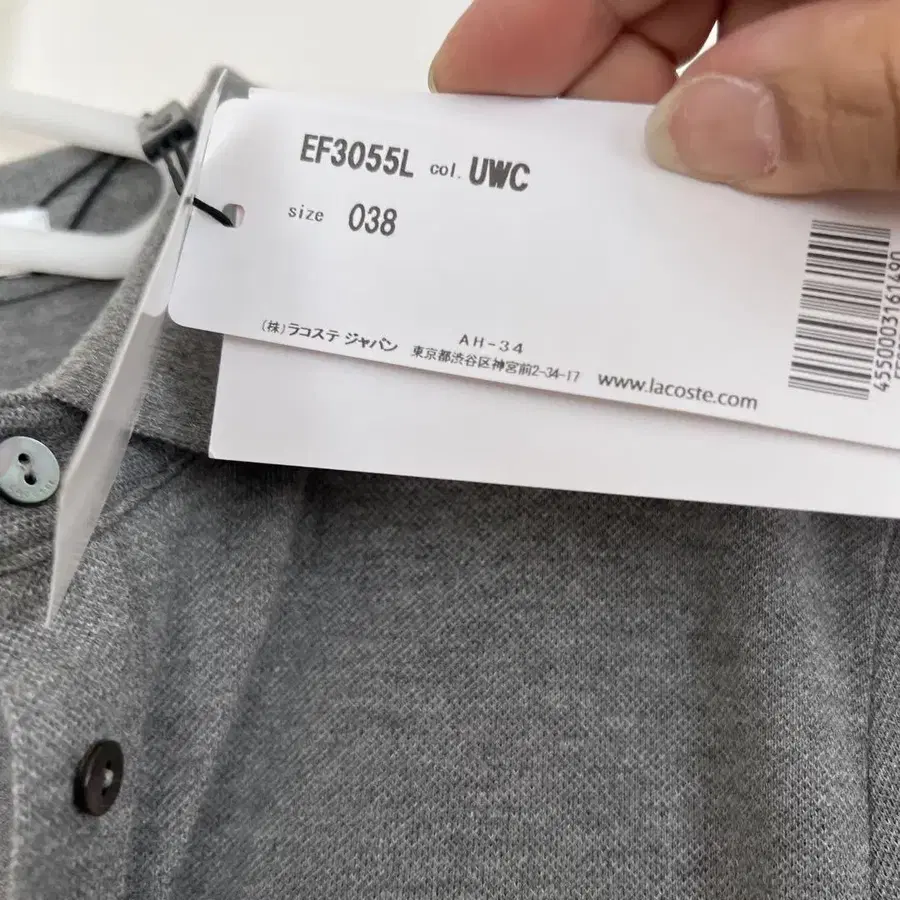 EF3055L col. UWC
size 038
(株)ラコステ ジャパン AH-34
東京都渋谷区神宮前2-34-17 www.lacoste.com
4550003161490